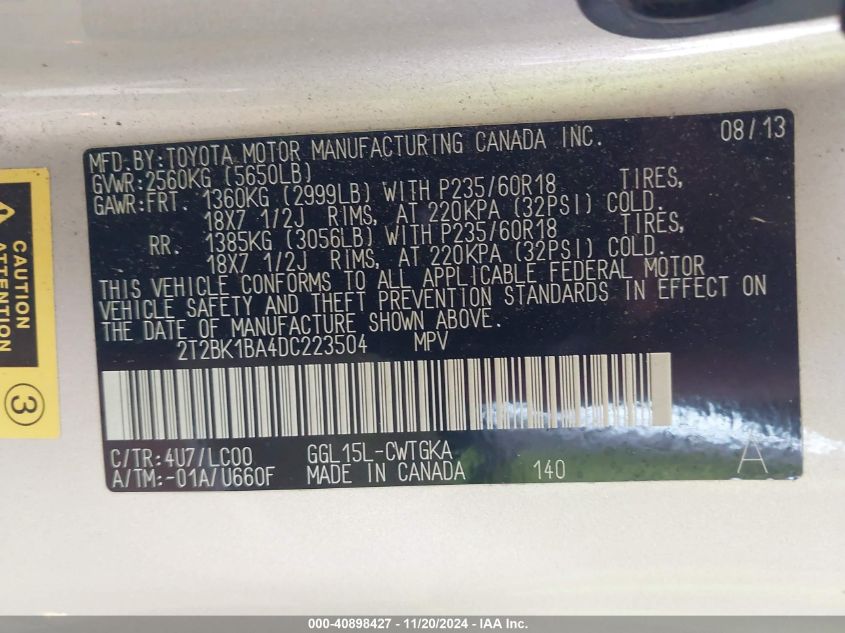 MFD.BY:TOYOTA MOTOR MANUFACTURING CANADA INC. 08/13
GVWR:2560KG (5650LB)
GAWR:FRT. 1360KG (2999LB) WITH P235/60R18 TIRES,
18X7 1/2J RIMS, AT 220KPA (32PSI) COLD.
RR. 1385KG (3056LB) WITH P235/60R18 TIRES,
18X7 1/2J RIMS, AT 220KPA (32PSI) COLD.
THIS VEHICLE CONFORMS TO ALL APPLICABLE FEDERAL MOTOR
VEHICLE SAFETY AND THEFT PREVENTION STANDARDS IN EFFECT ON
THE DATE OF MANUFACTURE SHOWN ABOVE.
2T2BK1BA4DC223504 MPV
C/TR:4U7/LC00 GGL15L-CWTGKA
A/TM:-01A/U660F MADE IN CANADA 140 A
CAUTION
ATTENTION
3
000-40898427 - 11/20/2024 - IAA Inc.